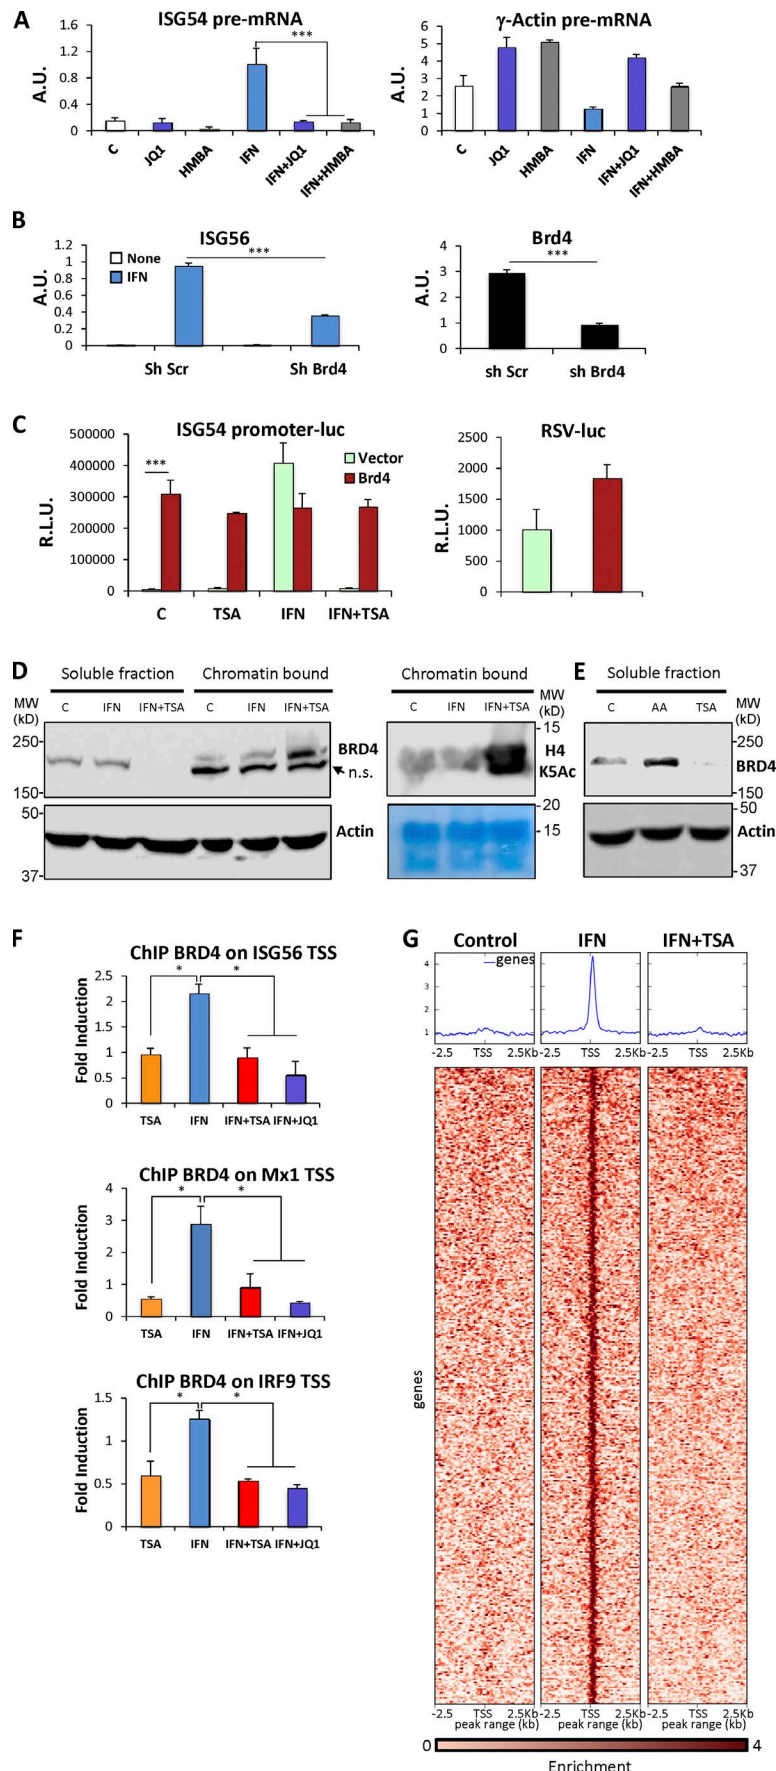 A
ISG54 pre-mRNA
A.U.
1.6
1.2
0.8
0.4
0
***
C
JQ1
HMBA
IFN
IFN+JQ1
IFN+HMBA
γ-Actin pre-mRNA
A.U.
6
5
4
3
2
1
0
C
JQ1
HMBA
IFN
IFN+JQ1
IFN+HMBA
B
ISG56
A.U.
1.2
1
0.8
0.6
0.4
0.2
0
None
IFN
***
Sh Scr
Sh Brd4
Brd4
A.U.
4
3
2
1
0
***
sh Scr
sh Brd4
C
ISG54 promoter-luc
R.L.U.
500000
400000
300000
200000
100000
0
***
Vector
Brd4
C
TSA
IFN
IFN+TSA
RSV-luc
R.L.U.
2500
2000
1500
1000
500
0
D
Soluble fraction
Chromatin bound
MW
(kD)
C
IFN
IFN+TSA
C
IFN
IFN+TSA
250
150
BRD4
n.s.
50
37
Actin
Chromatin bound
C
IFN
IFN+TSA
MW
(kD)
15
H4
K5Ac
20
15
E
Soluble fraction
C
AA
TSA
MW
(kD)
250
BRD4
150
50
Actin
37
F
ChIP BRD4 on ISG56 TSS
Fold Induction
2.5
2
1.5
1
0.5
0
*
*
TSA
IFN
IFN+TSA
IFN+JQ1
ChIP BRD4 on Mx1 TSS
Fold Induction
4
3
2
1
0
*
*
TSA
IFN
IFN+TSA
IFN+JQ1
ChIP BRD4 on IRF9 TSS
Fold Induction
1.5
1
0.5
0
*
*
TSA
IFN
IFN+TSA
IFN+JQ1
G
Control
IFN
IFN+TSA
genes
4
3
2
1
-2.5
TSS
2.5Kb
-2.5
TSS
2.5Kb
-2.5
TSS
2.5Kb
genes
-2.5
TSS
2.5Kb
peak range (kb)
-2.5
TSS
2.5Kb
peak range (kb)
-2.5
TSS
2.5Kb
peak range (kb)
0
4
Enrichment